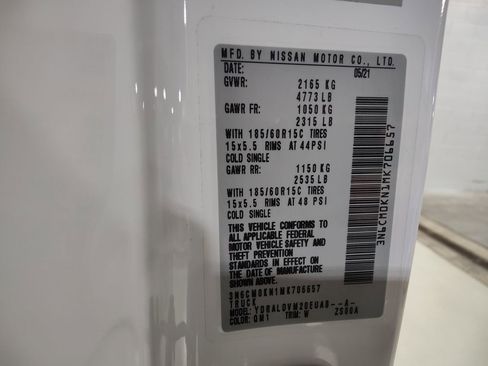 MFD. BY NISSAN MOTOR CO., LTD.
DATE: 05/21
GVWR: 2165 KG
4773 LB
GAWR FR: 1050 KG
2315 LB
WITH 185/60R15C TIRES
15x5.5 RIMS AT 44PSI
COLD SINGLE
GAWR RR: 1150 KG
2535 LB
WITH 185/60R15C TIRES
15x5.5 RIMS AT 48 PSI
COLD SINGLE
THIS VEHICLE CONFORMS
TO ALL APPLICABLE FEDERAL
MOTOR VEHICLE SAFETY AND
THEFT PREVENTION
STANDARDS IN EFFECT ON
THE DATE OF MANUFACTURE
SHOWN ABOVE.
3N6CM0KN1MK706657
TRUCK
MODEL: YDRALDVM20EUAB--A-
COLOR: QM1 TRIM: W
3N6CM0KN1MK706657